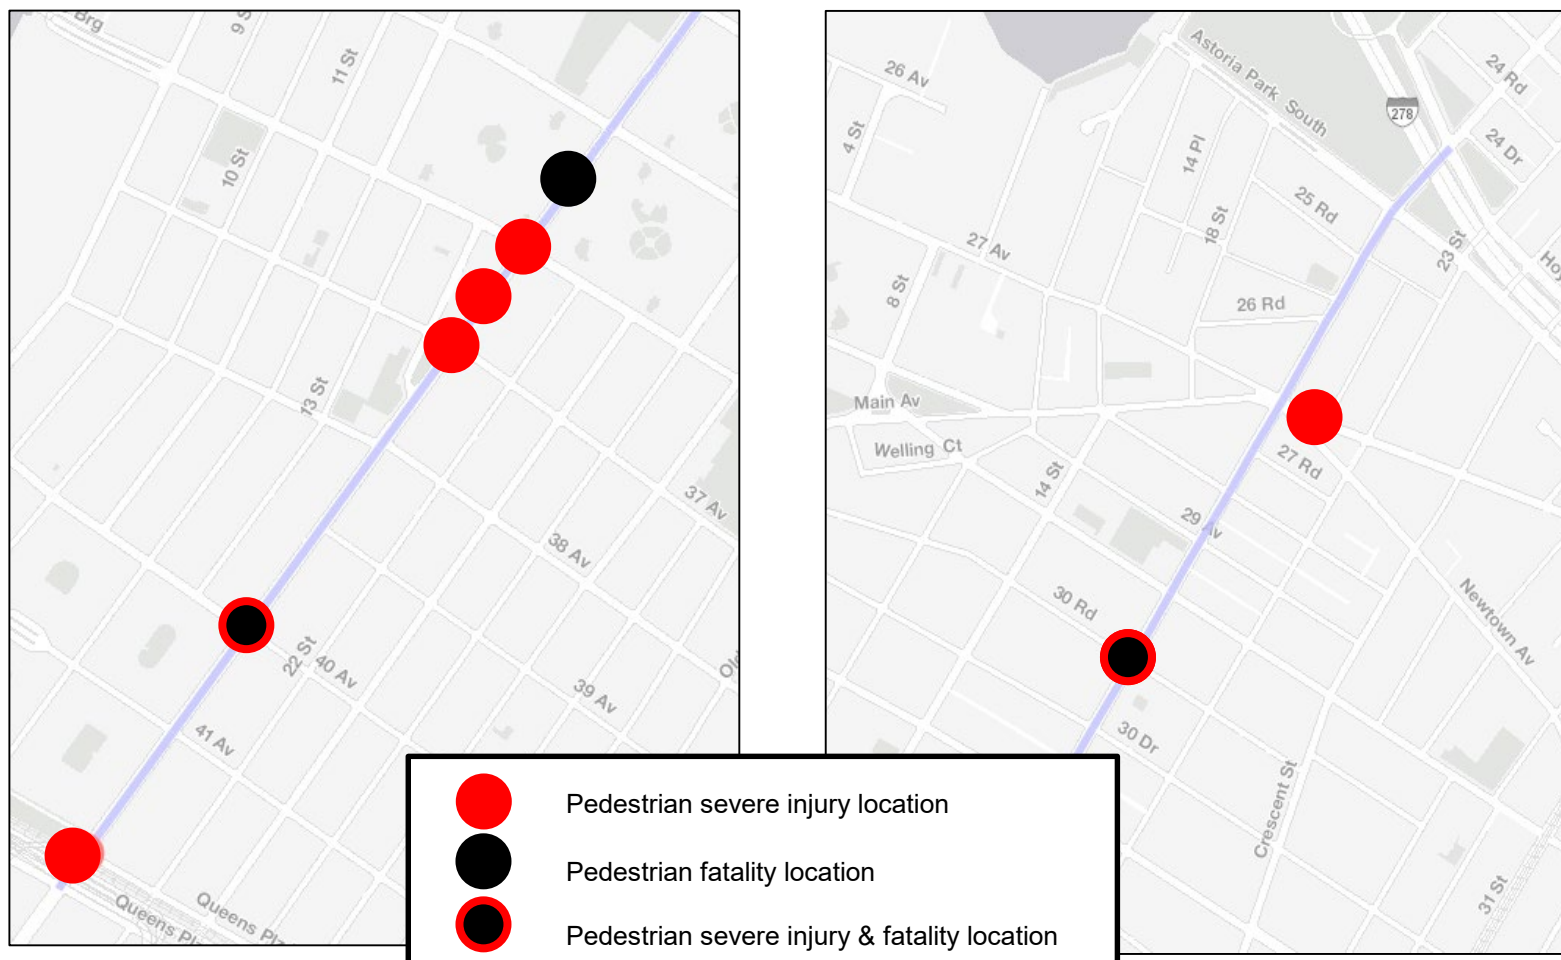 Brg
9 St
11 St
10 St
13 St
37 Av
38 Av
22 St
40 Av
39 Av
41 Av
Queens Plz
Astoria Park South
26 Av
24 Rd
278
4 St
14 Pl
24 Dr
25 Rd
18 St
23 St
27 Av
8 St
26 Rd
Main Av
Welling Ct
27 Rd
14 St
29 Av
30 Rd
Newtown Av
30 Dr
Crescent St
31 St
Pedestrian severe injury location
Pedestrian fatality location
Pedestrian severe injury & fatality location